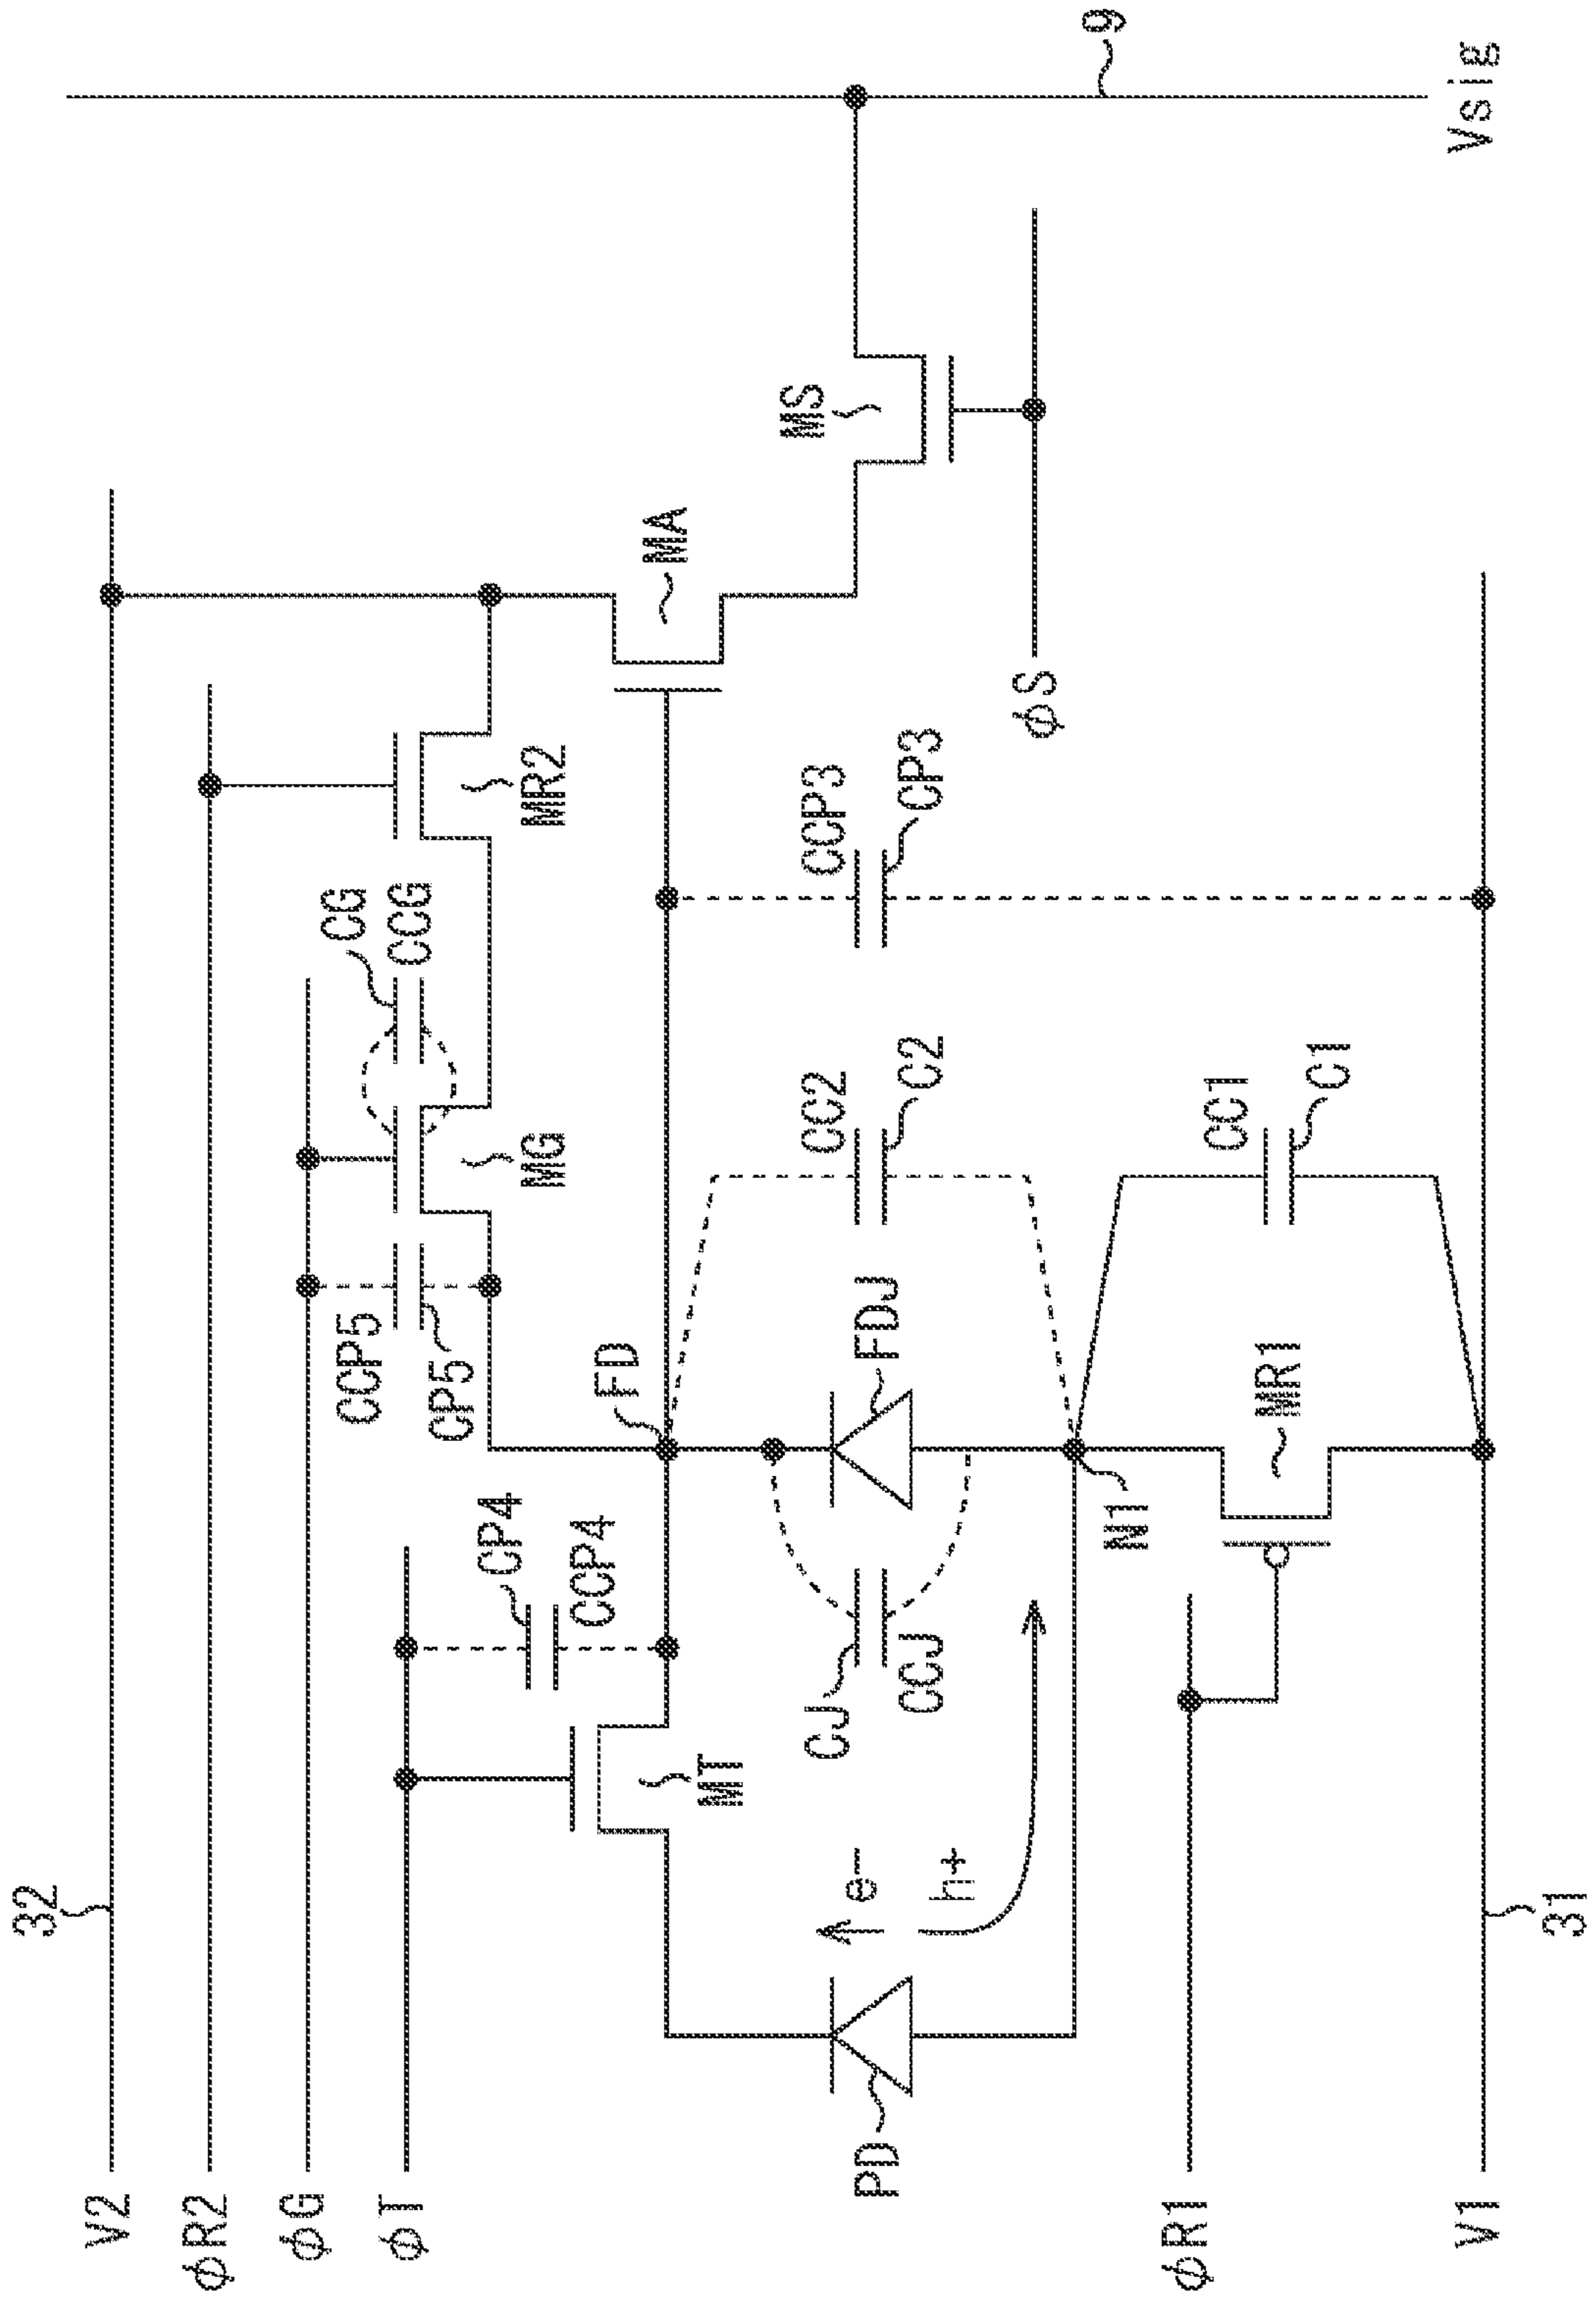 32
V2
φR2
φG
CG
CCP5
φT
CCG
CP5
CP4
MG
MR2
CCP4
FD
MA
MT
MS
CJ
CC2
CCP3
e−
PD
FDJ
CCJ
C2
CP3
h+
φS
9
N1
φR1
CC1
MR1
C1
V1
Vsig
31